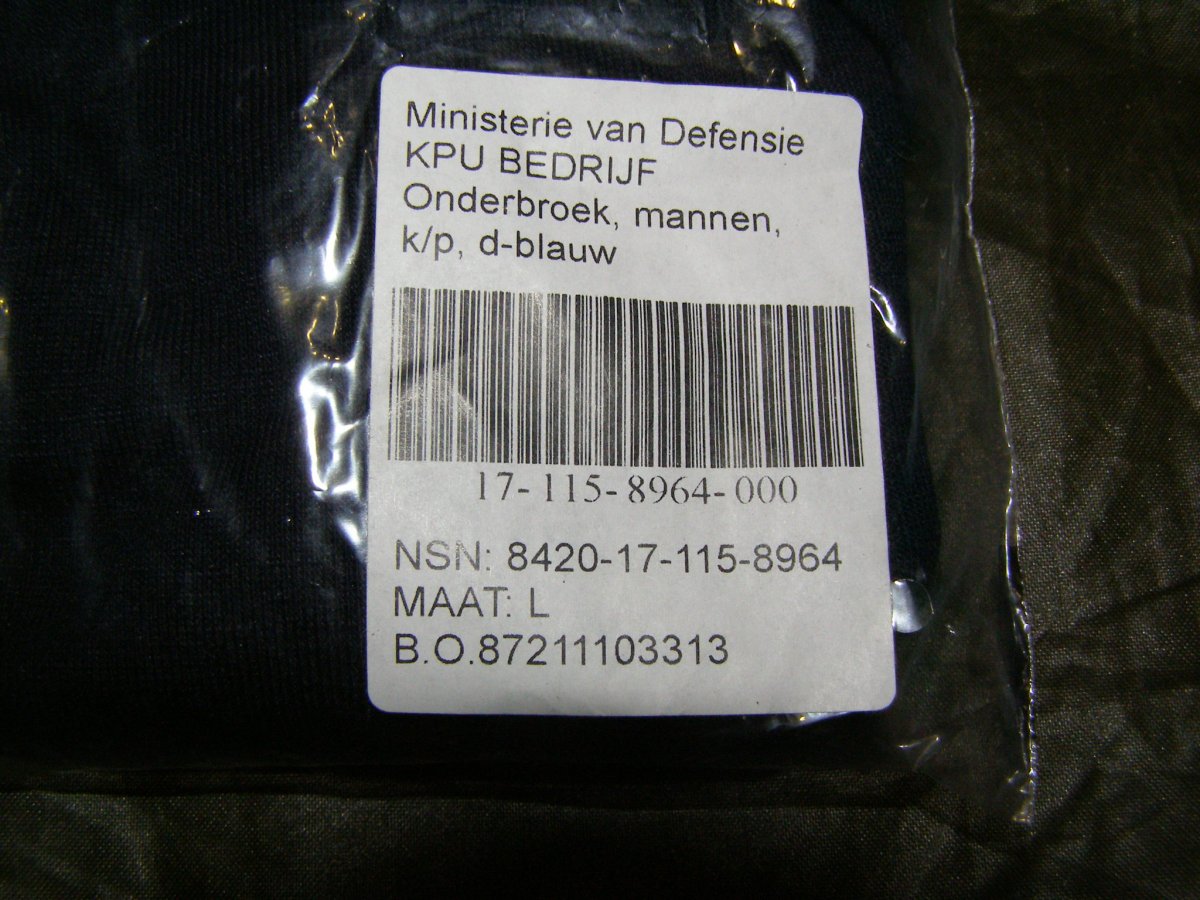 Ministerie van Defensie
KPU BEDRIJF
Onderbroek, mannen,
k/p, d-blauw
17-115-8964-000
NSN: 8420-17-115-8964
MAAT: L
B.O.87211103313